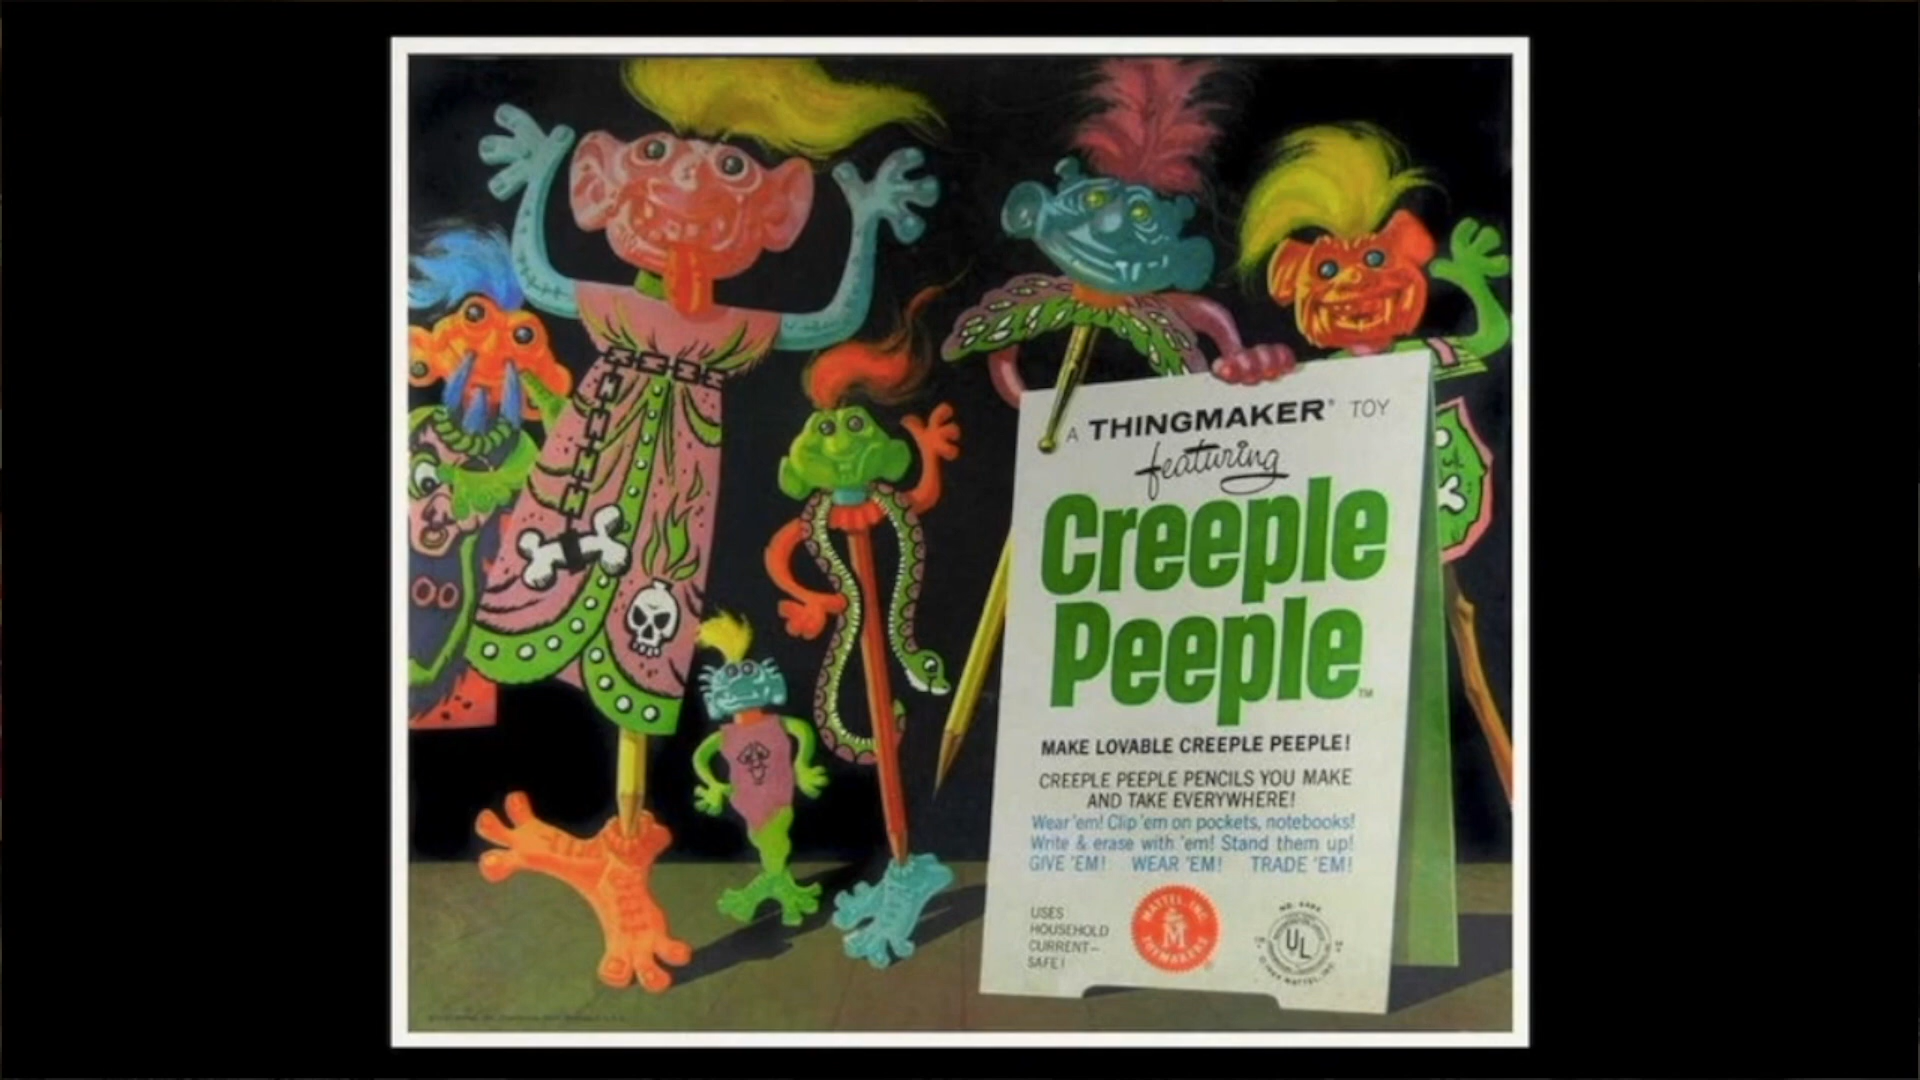 A THINGMAKER® TOY
featuring
Creeple
Peeple™
MAKE LOVABLE CREEPLE PEEPLE!
CREEPLE PEEPLE PENCILS YOU MAKE
AND TAKE EVERYWHERE!
Wear 'em! Clip 'em on pockets, notebooks!
Write & erase with 'em! Stand them up!
GIVE 'EM! WEAR 'EM! TRADE 'EM!
USES
HOUSEHOLD
CURRENT—
SAFE!
MATTEL, INC.
TOYMAKERS
M
UL